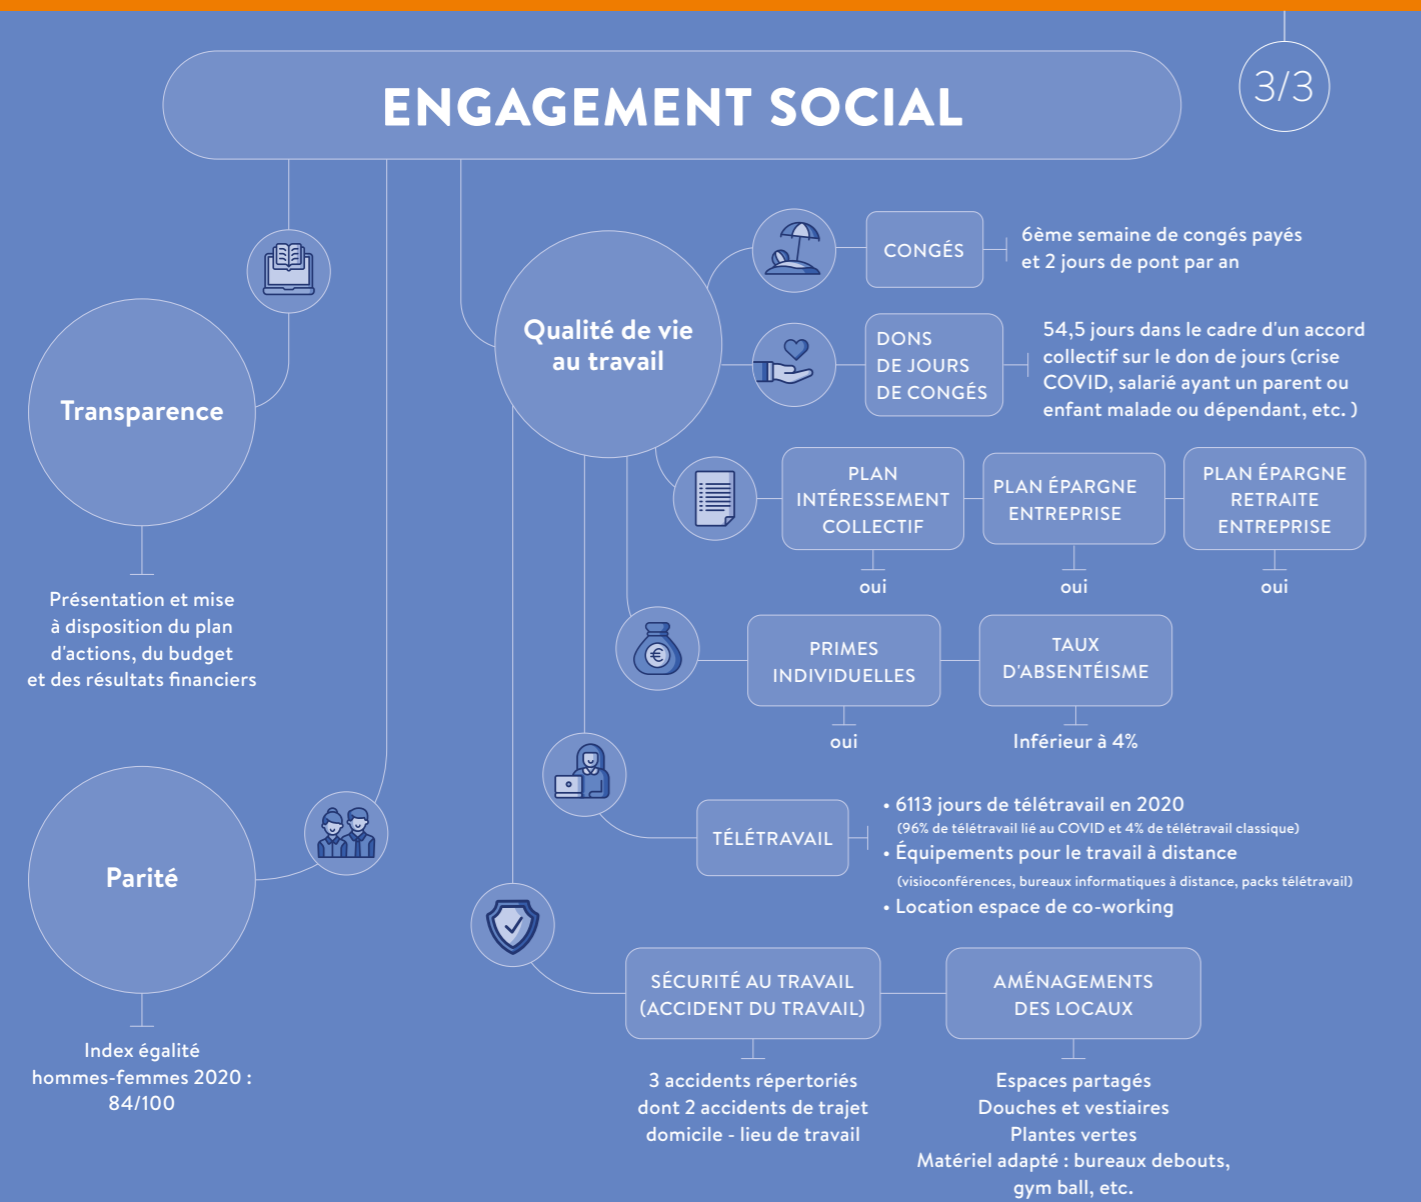 ENGAGEMENT SOCIAL
3/3
Transparence
Présentation et mise
à disposition du plan
d'actions, du budget
et des résultats financiers
Parité
Index égalité
hommes-femmes 2020 :
84/100
Qualité de vie
au travail
CONGÉS
6ème semaine de congés payés
et 2 jours de pont par an
DONS
DE JOURS
DE CONGÉS
54,5 jours dans le cadre d'un accord
collectif sur le don de jours (crise
COVID, salarié ayant un parent ou
enfant malade ou dépendant, etc. )
PLAN
INTÉRESSEMENT
COLLECTIF
oui
PLAN ÉPARGNE
ENTREPRISE
oui
PLAN ÉPARGNE
RETRAITE
ENTREPRISE
oui
€
PRIMES
INDIVIDUELLES
oui
TAUX
D'ABSENTÉISME
Inférieur à 4%
TÉLÉTRAVAIL
• 6113 jours de télétravail en 2020
(96% de télétravail lié au COVID et 4% de télétravail classique)
• Équipements pour le travail à distance
(visioconférences, bureaux informatiques à distance, packs télétravail)
• Location espace de co-working
SÉCURITÉ AU TRAVAIL
(ACCIDENT DU TRAVAIL)
3 accidents répertoriés
dont 2 accidents de trajet
domicile - lieu de travail
AMÉNAGEMENTS
DES LOCAUX
Espaces partagés
Douches et vestiaires
Plantes vertes
Matériel adapté : bureaux debouts,
gym ball, etc.